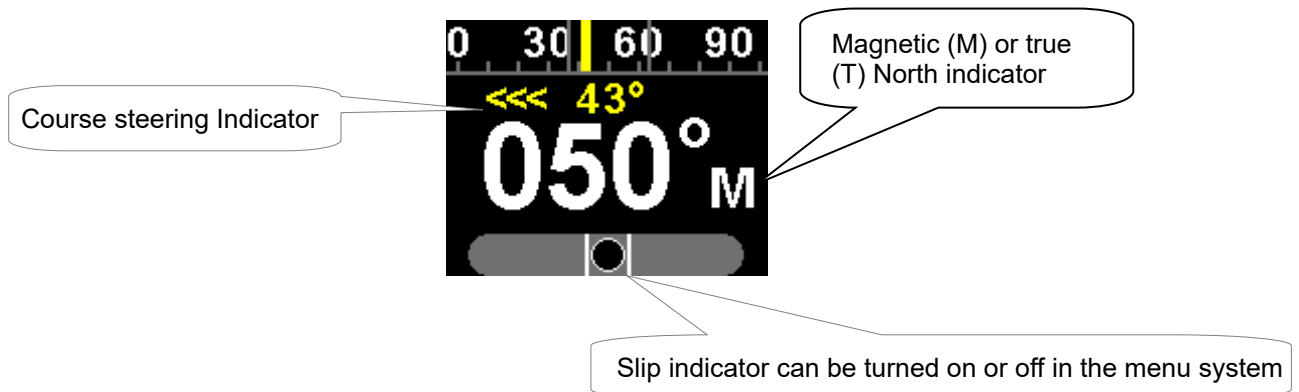 0 30 60 90
Magnetic (M) or true
(T) North indicator
<<< 43°
Course steering Indicator
050° M
Slip indicator can be turned on or off in the menu system